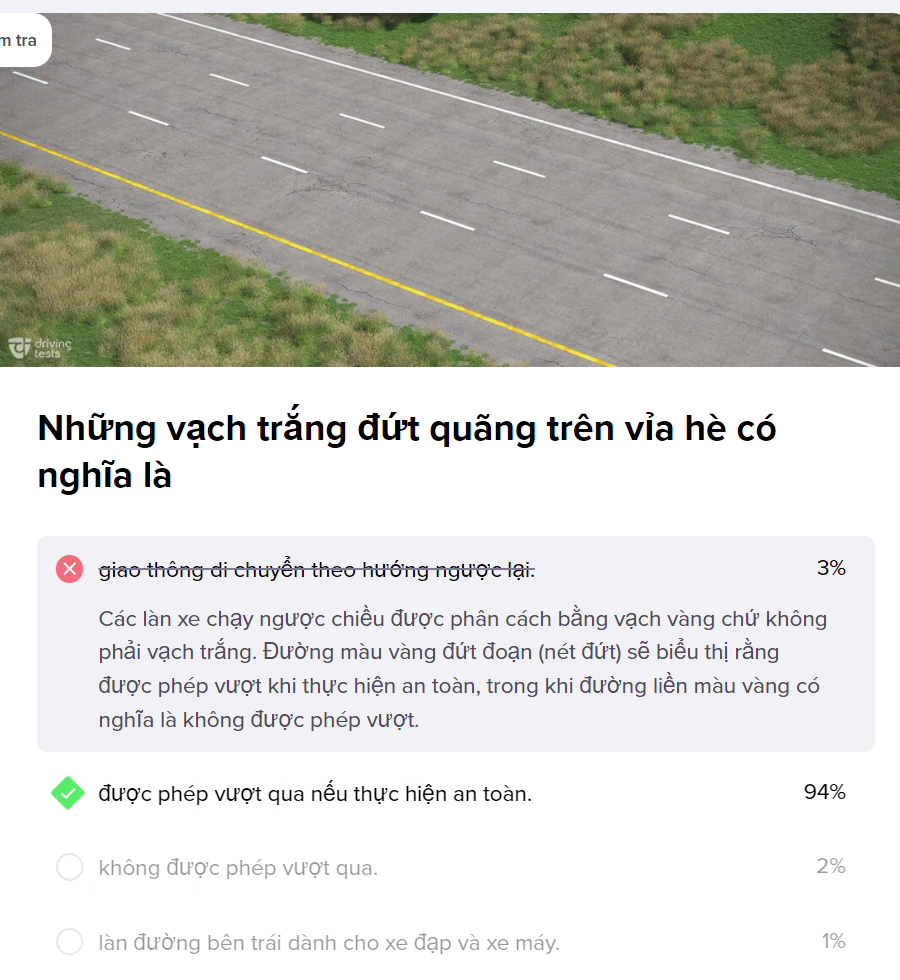 m tra
driving
tests
Những vạch trắng đứt quãng trên vỉa hè có
nghĩa là
giao thông di chuyển theo hướng ngược lại.
3%
Các làn xe chạy ngược chiều được phân cách bằng vạch vàng chứ không
phải vạch trắng. Đường màu vàng đứt đoạn (nét đứt) sẽ biểu thị rằng
được phép vượt khi thực hiện an toàn, trong khi đường liền màu vàng có
nghĩa là không được phép vượt.
được phép vượt qua nếu thực hiện an toàn.
94%
không được phép vượt qua.
2%
làn đường bên trái dành cho xe đạp và xe máy.
1%